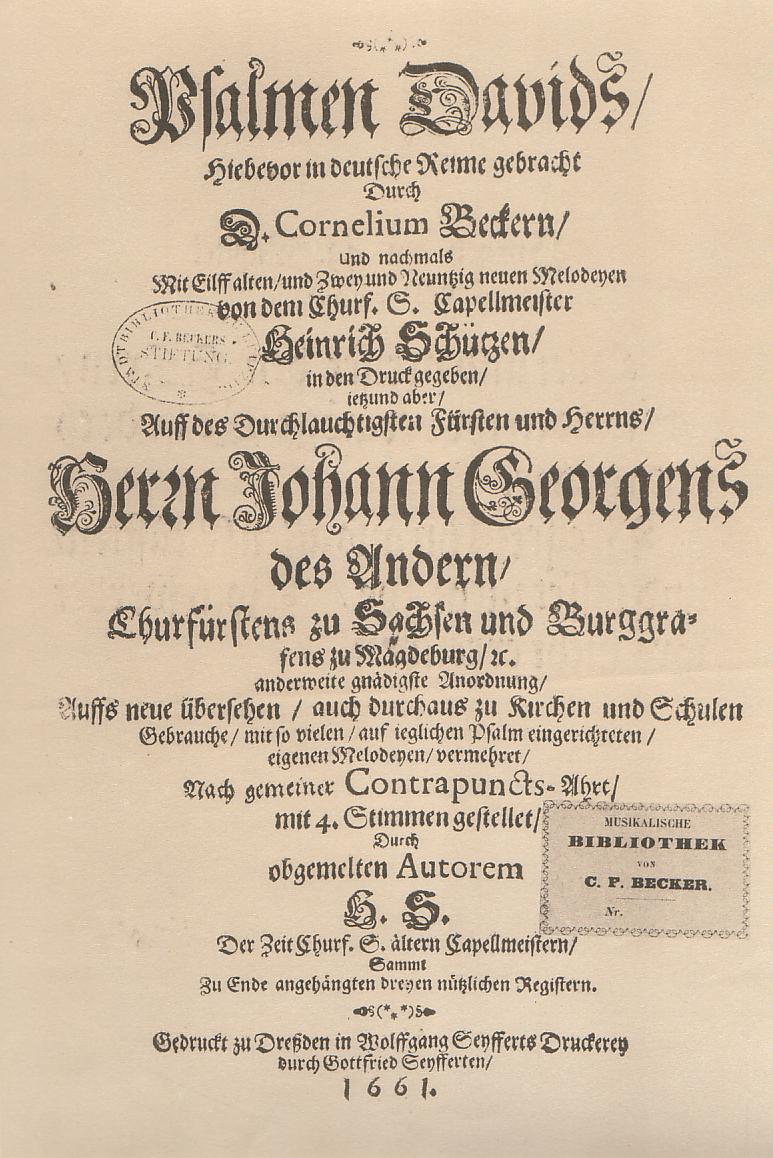 Psalmen Davids/
Hiebevor in deutsche Reime gebracht
Durch
D. Cornelium Beckern/
und nachmals
Mit Eilff alten/und Zwey und Neuntzig neuen Melodeyen
von dem Churf. S. Capellmeister
Heinrich Schützen/
in den Druck gegeben/
ietzund aber/
Auff des Durchlauchtigsten Fürsten und Herrns/
Herrn Johann Georgens
des Andern/
Churfürstens zu Sachsen und Burggra-
fens zu Magdeburg/ ꝛc.
anderweite gnädigste Anordnung/
Auffs neue übersehen / auch durchaus zu Kirchen und Schulen
Gebrauche/ mit so vielen/ auf ieglichen Psalm eingerichteten /
eigenen Melodeyen/ vermehret/
Nach gemeiner Contrapuncts-Ahrt/
mit 4. Stimmen gestellet/
Durch
obgemelten Autorem
H. S.
Der Zeit Churf. S. ältern Capellmeistern/
Sammt
Zu Ende angehängten dreyen nützlichen Registern.
Gedruckt zu Dreßden in Wolffgang Seyfferts Druckerey
durch Gottfried Seyfferten/
1661.
C. F. BECKERS
STIFTUNG
MUSIKALISCHE
BIBLIOTHEK
VON
C. F. BECKER.
Nr.